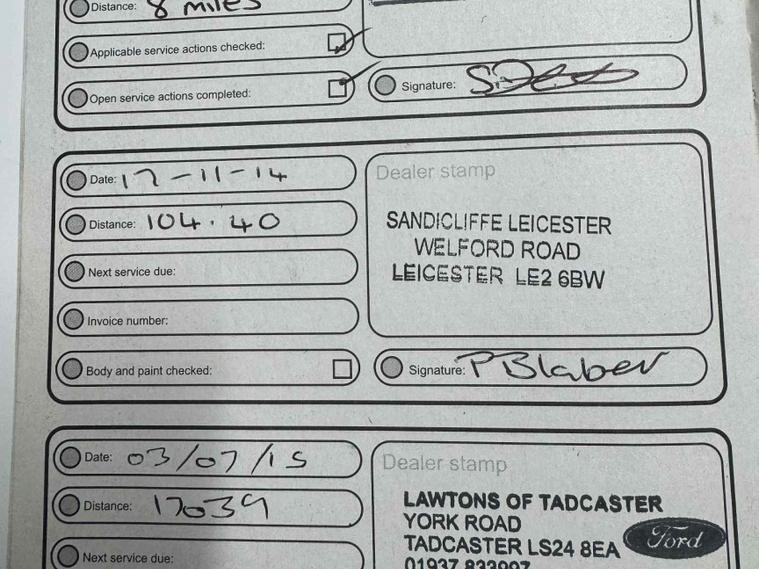 Distance: 8 miles
Applicable service actions checked:
Open service actions completed:
Signature:
Date: 17-11-14
Distance: 104.40
Next service due:
Invoice number:
Body and paint checked:
Dealer stamp
SANDICLIFFE LEICESTER
WELFORD ROAD
LEICESTER LE2 6BW
Signature: P Blaber
Date: 03/07/15
Distance: 17039
Next service due:
Dealer stamp
LAWTONS OF TADCASTER
YORK ROAD
TADCASTER LS24 8EA
Ford
01937 833997